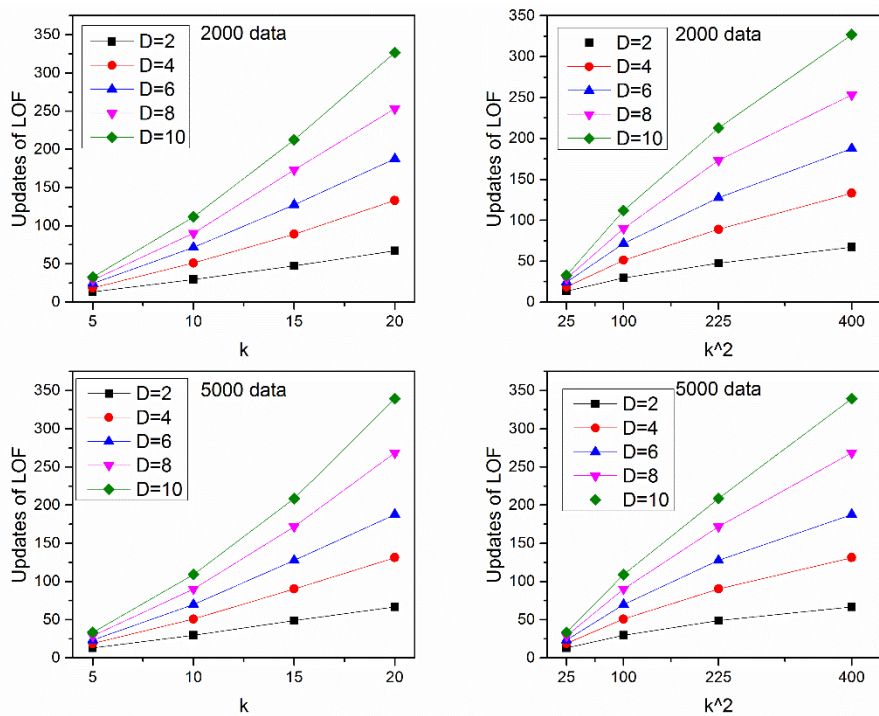 2000 data
D=2
D=4
D=6
D=8
D=10
350
300
250
200
150
100
50
0
Updates of LOF
5
10
15
20
k
2000 data
D=2
D=4
D=6
D=8
D=10
350
300
250
200
150
100
50
0
Updates of LOF
25
100
225
400
k^2
5000 data
D=2
D=4
D=6
D=8
D=10
350
300
250
200
150
100
50
0
Updates of LOF
5
10
15
20
k
5000 data
D=2
D=4
D=6
D=8
D=10
350
300
250
200
150
100
50
0
Updates of LOF
25
100
225
400
k^2